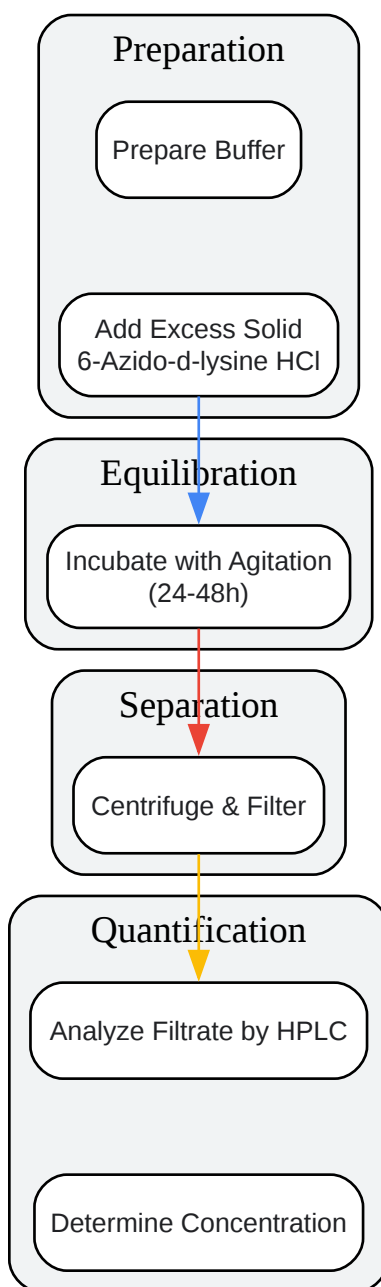 Preparation
Prepare Buffer
Add Excess Solid
6-Azido-d-lysine HCl
Equilibration
Incubate with Agitation
(24-48h)
Separation
Centrifuge & Filter
Quantification
Analyze Filtrate by HPLC
Determine Concentration